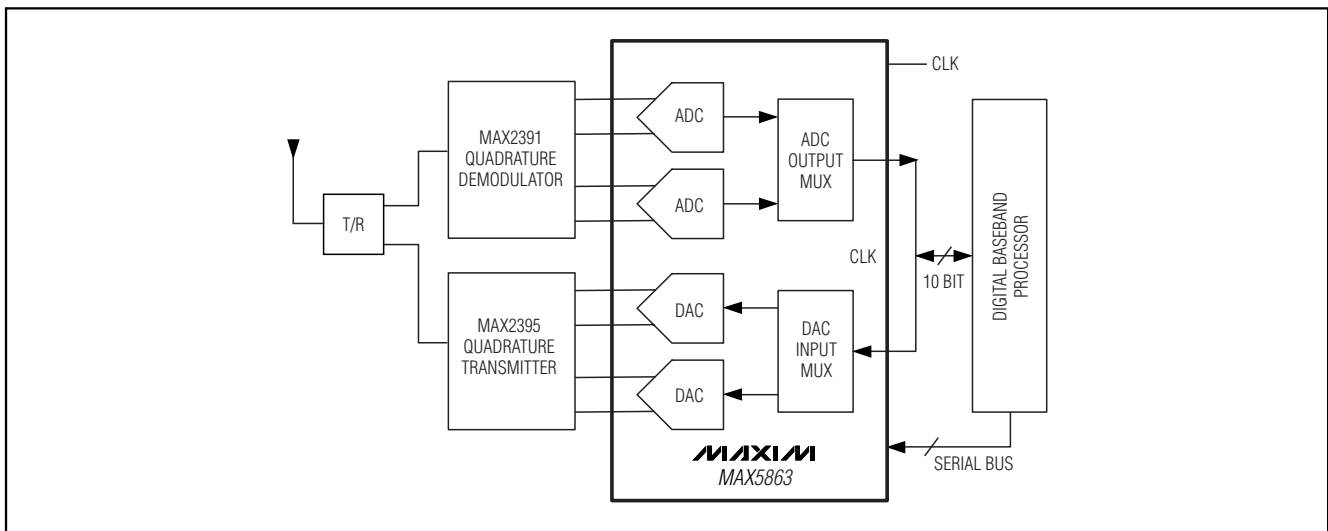 CLK
MAX2391
QUADRATURE
DEMODULATOR
ADC
ADC
ADC
OUTPUT
MUX
T/R
CLK
10 BIT
DIGITAL BASEBAND
PROCESSOR
MAX2395
QUADRATURE
TRANSMITTER
DAC
DAC
DAC
INPUT
MUX
MAXIM
MAX5863
SERIAL BUS